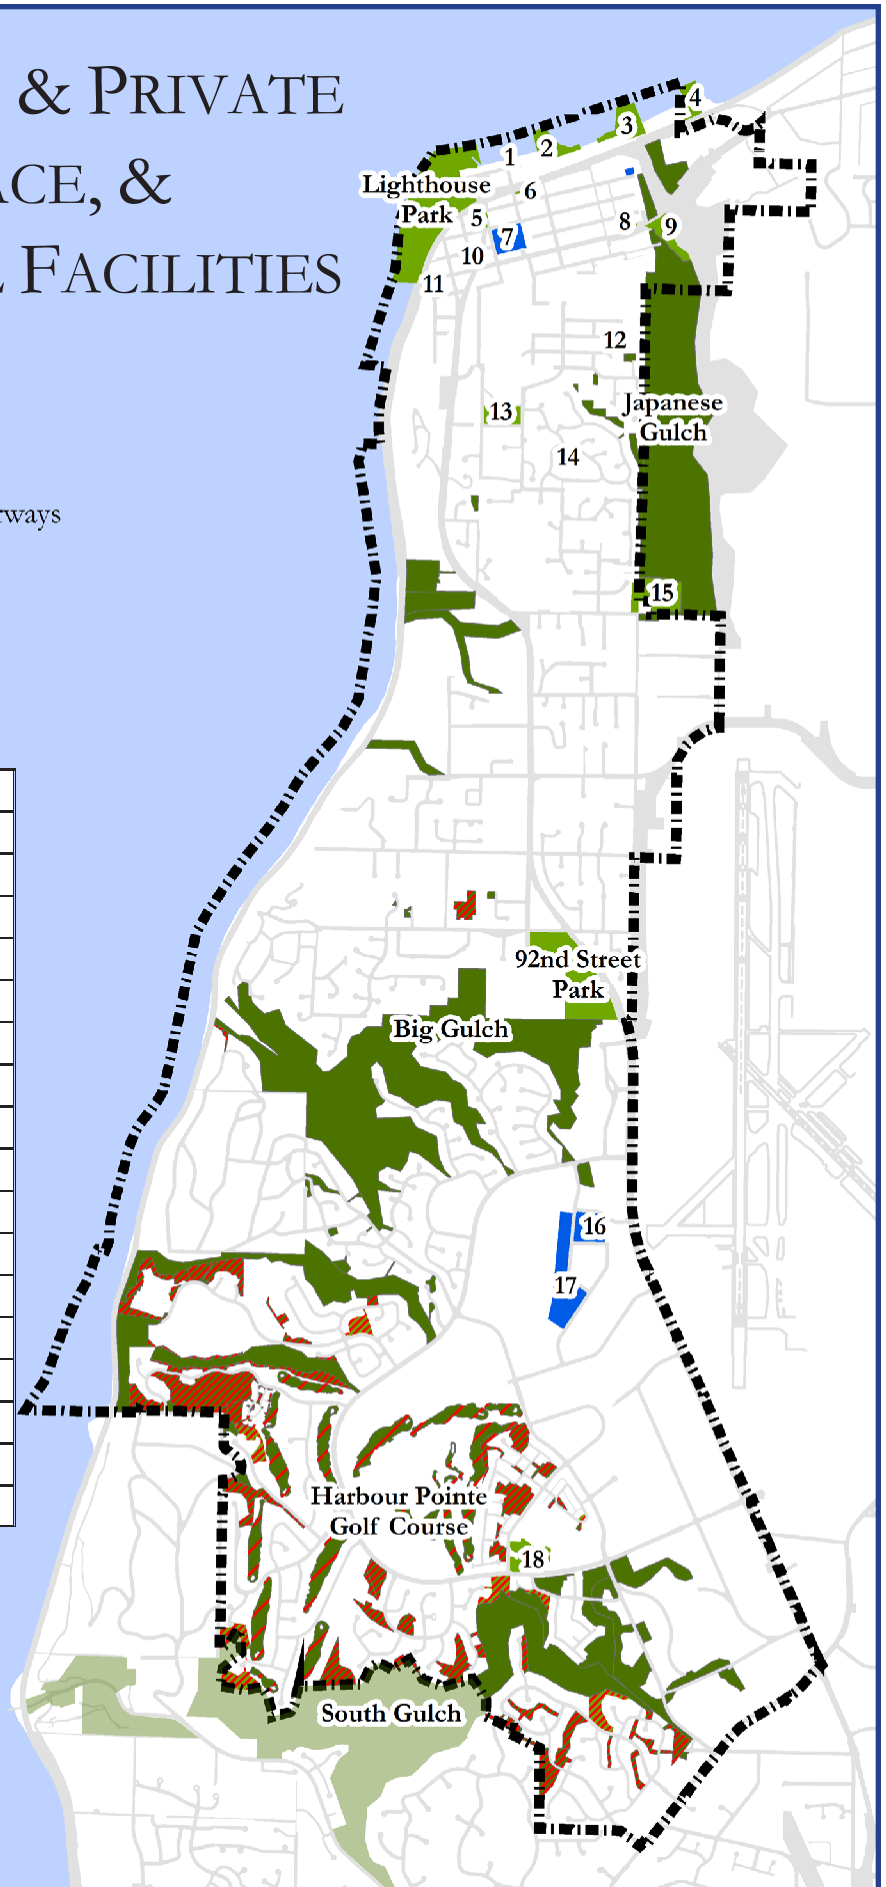 & PRIVATE
ACE, &
FACILITIES
rways
4
3
2
1
Lighthouse
Park
6
5
7
8
9
10
11
12
13
Japanese
Gulch
14
15
92nd Street
Park
Big Gulch
16
17
Harbour Pointe
Golf Course
18
South Gulch